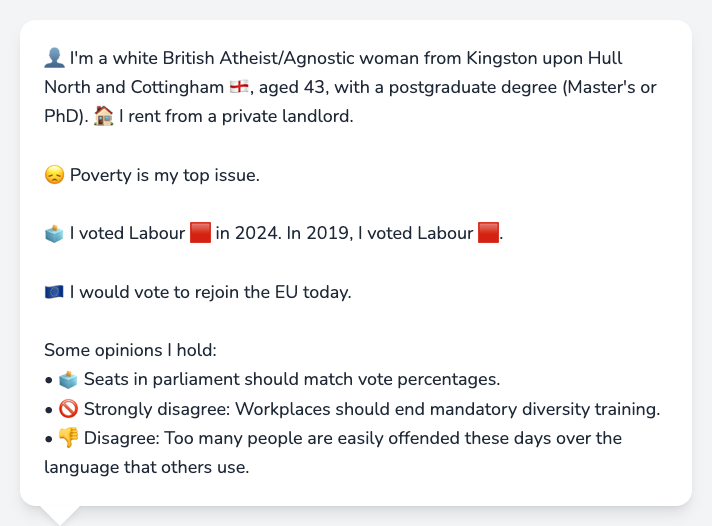 👤 I'm a white British Atheist/Agnostic woman from Kingston upon Hull
North and Cottingham 🏴󠁧󠁢󠁥󠁮󠁧󠁿, aged 43, with a postgraduate degree (Master's or
PhD). 🏠 I rent from a private landlord.
😞 Poverty is my top issue.
🗳️ I voted Labour 🟥 in 2024. In 2019, I voted Labour 🟥.
🇪🇺 I would vote to rejoin the EU today.
Some opinions I hold:
• 🗳️ Seats in parliament should match vote percentages.
• 🚫 Strongly disagree: Workplaces should end mandatory diversity training.
• 👎 Disagree: Too many people are easily offended these days over the
language that others use.